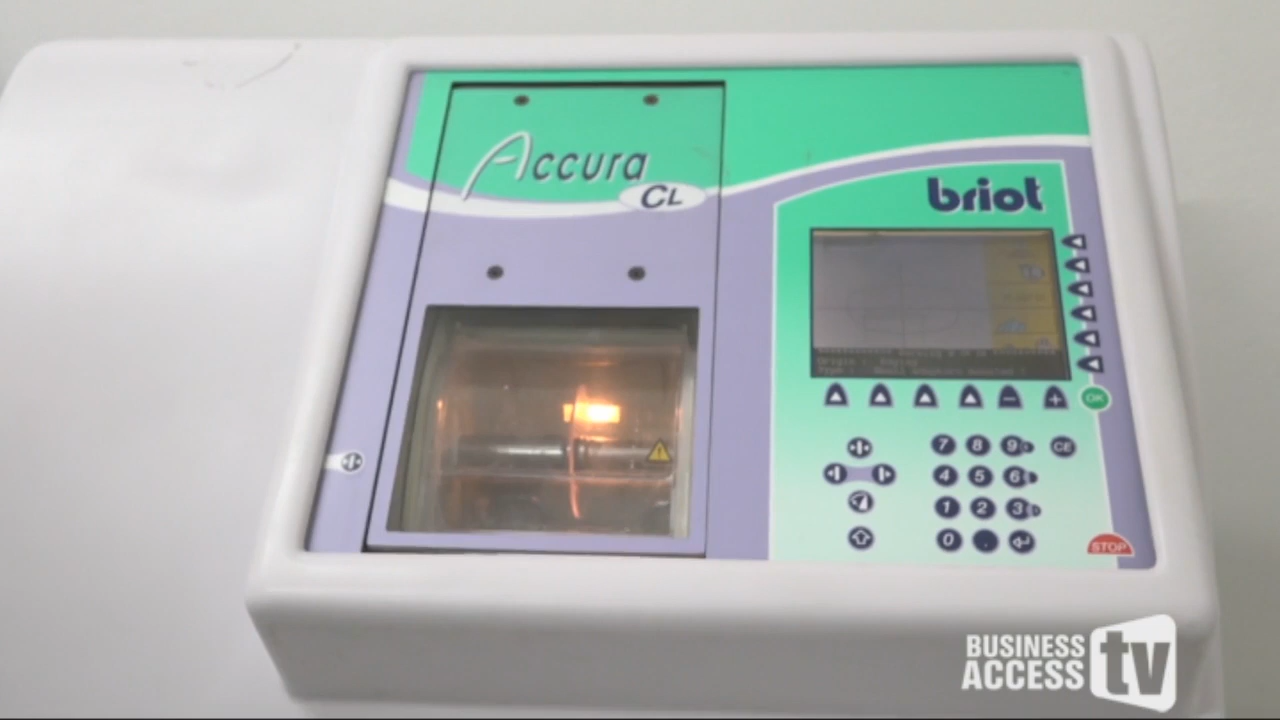 Accura
CL
briot
OK
7 8 9 CE
4 5 6
1 2 3
0 .
STOP
BUSINESS
ACCESS
tv